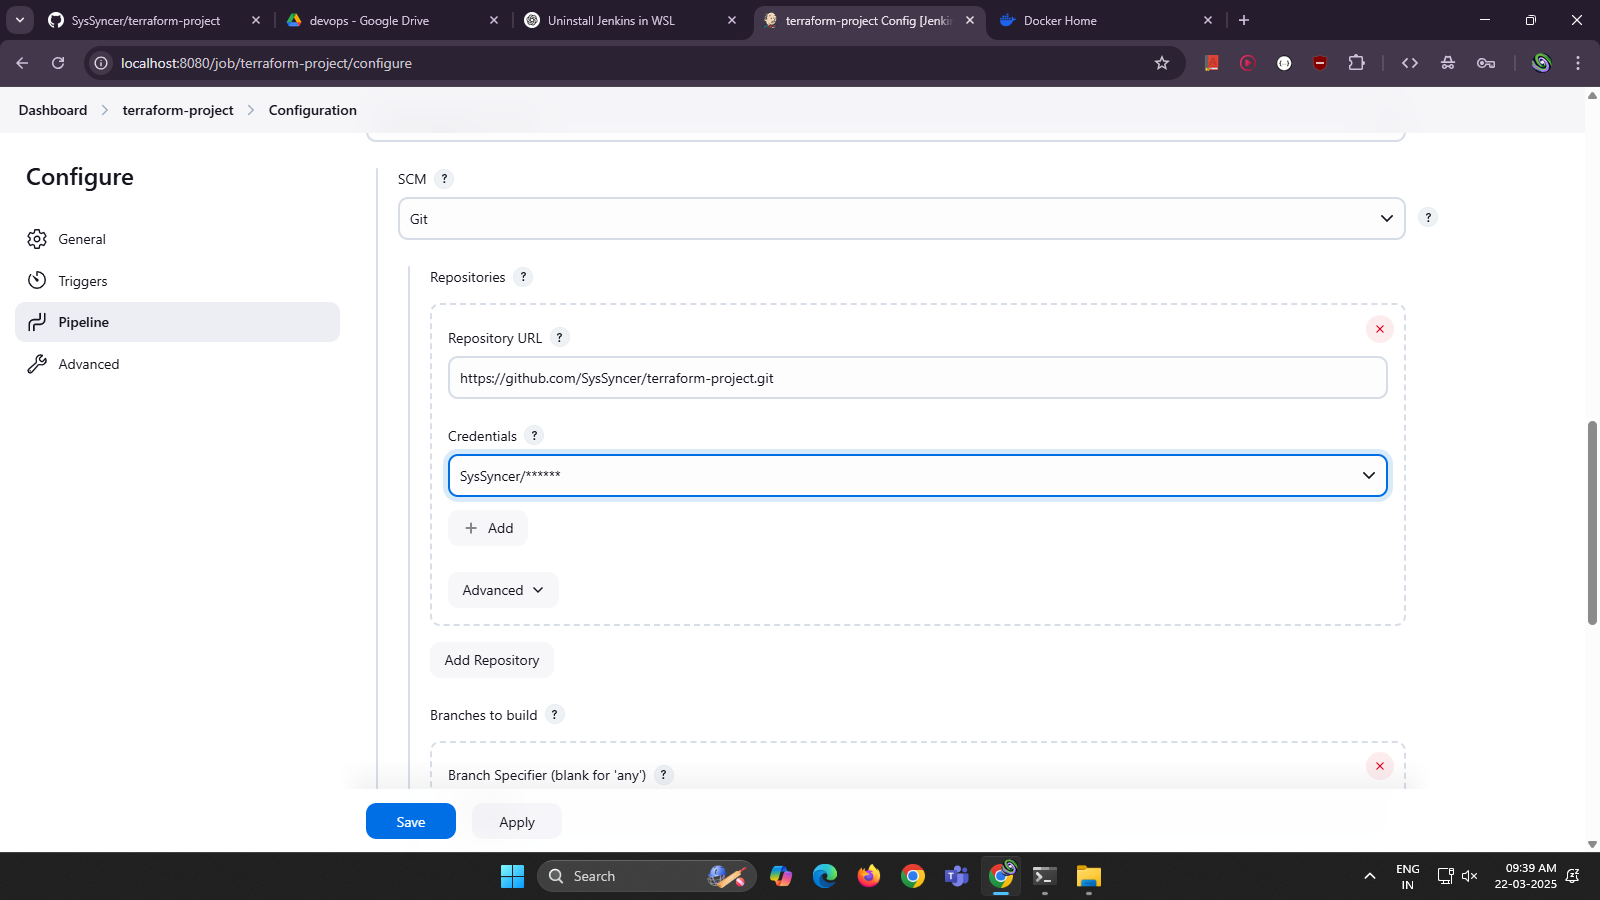 SysSyncer/terraform-project
devops - Google Drive
Uninstall Jenkins in WSL
terraform-project Config [Jenki
Docker Home
localhost:8080/job/terraform-project/configure
Dashboard
terraform-project
Configuration
Configure
General
Triggers
Pipeline
Advanced
SCM ?
Git
?
Repositories ?
Repository URL ?
https://github.com/SysSyncer/terraform-project.git
Credentials ?
SysSyncer/******
+ Add
Advanced
Add Repository
Branches to build ?
Branch Specifier (blank for 'any') ?
Save
Apply
Search
ENG
IN
09:39 AM
22-03-2025